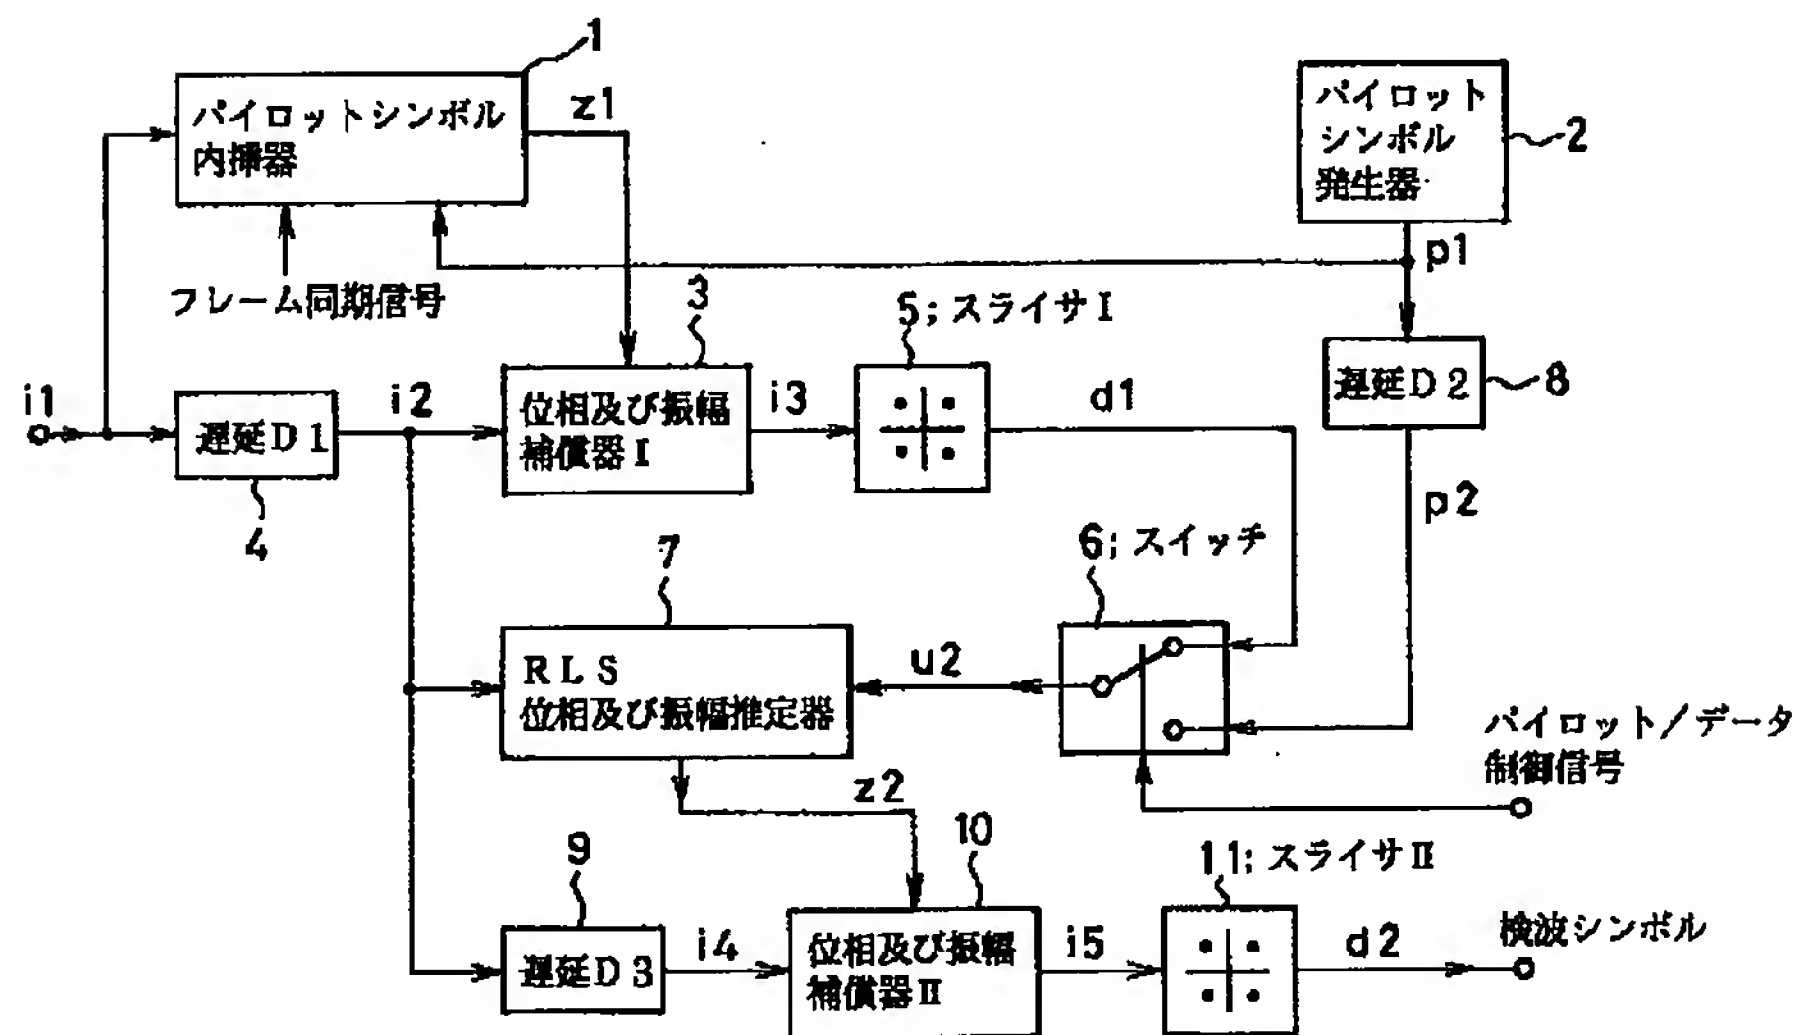 1
パイロットシンボル
内挿器
z1
パイロット
シンボル
発生器
2
p1
フレーム同期信号
3
5; スライサⅠ
i1
遅延D1
i2
位相及び振幅
補償器Ⅰ
i3
d1
遅延D2
8
4
p2
7
6; スイッチ
RLS
位相及び振幅推定器
u2
パイロット/データ
制御信号
z2
9
10
11; スライサⅡ
遅延D3
i4
位相及び振幅
補償器Ⅱ
i5
d2
検波シンボル